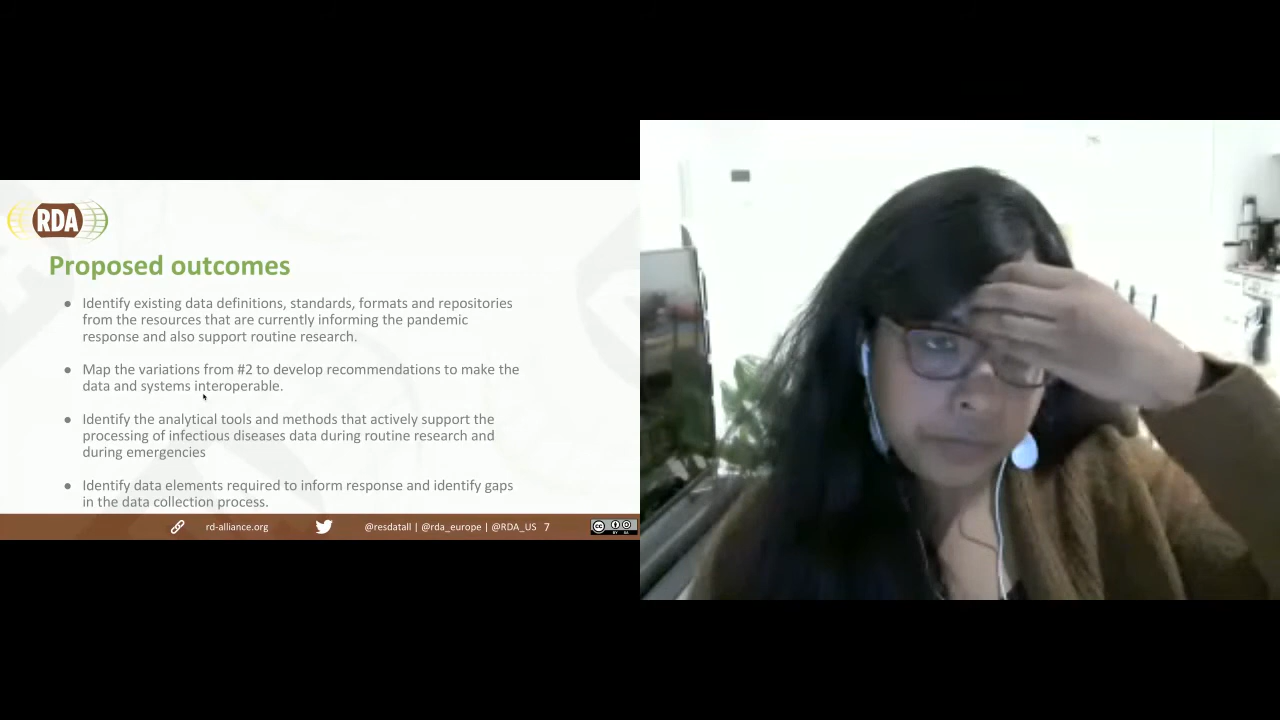 RDA
Proposed outcomes
● Identify existing data definitions, standards, formats and repositories
from the resources that are currently informing the pandemic
response and also support routine research.
● Map the variations from #2 to develop recommendations to make the
data and systems interoperable.
● Identify the analytical tools and methods that actively support the
processing of infectious diseases data during routine research and
during emergencies
● Identify data elements required to inform response and identify gaps
in the data collection process.
rd-alliance.org @resdatall | @rda_europe | @RDA_US 7